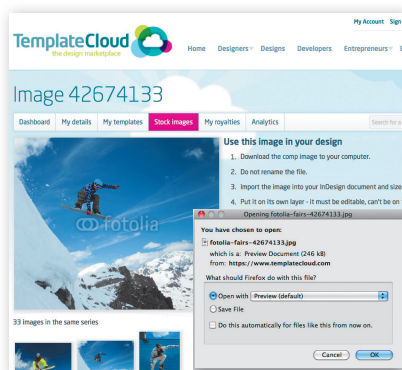 My Account Sign
TemplateCloud
the design marketplace
Home Designers Designs Developers Entrepreneurs
Image 42674133
Dashboard My details My templates Stock images My royalties Analytics Search for a
fotolia
Use this image in your design
1. Download the comp image to your computer.
2. Do not rename the file.
3. Import the image into your InDesign document and size
4. Put it on its own layer - it must be editable, can't be on
Opening fotolia-fairs-42674133.jpg
You have chosen to open:
fotolia-fairs-42674133.jpg
which is a: Preview Document (246 kB)
from: https://www.templatecloud.com
What should Firefox do with this file?
Open with Preview (default)
Save File
Do this automatically for files like this from now on.
Cancel OK
33 images in the same series